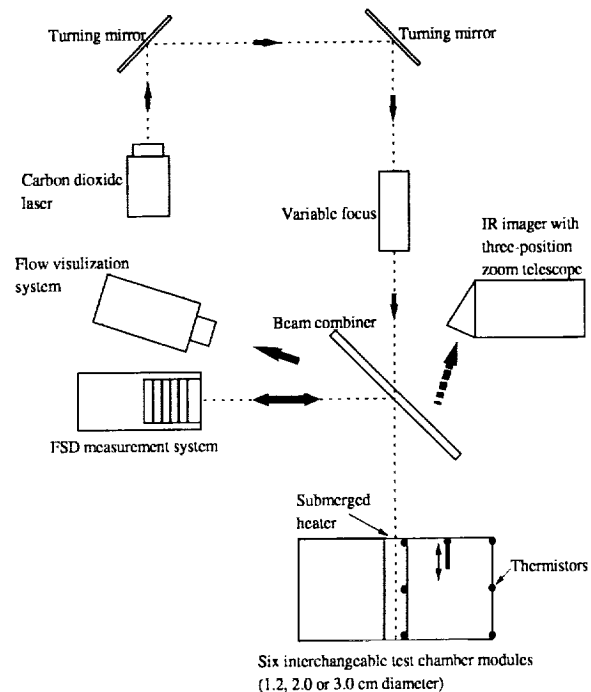 Turning mirror
Turning mirror
Carbon dioxide
laser
Variable focus
IR imager with
three-position
zoom telescope
Flow visulization
system
Beam combiner
FSD measurement system
Submerged
heater
Thermistors
Six interchangeable test chamber modules
(1.2, 2.0 or 3.0 cm diameter)